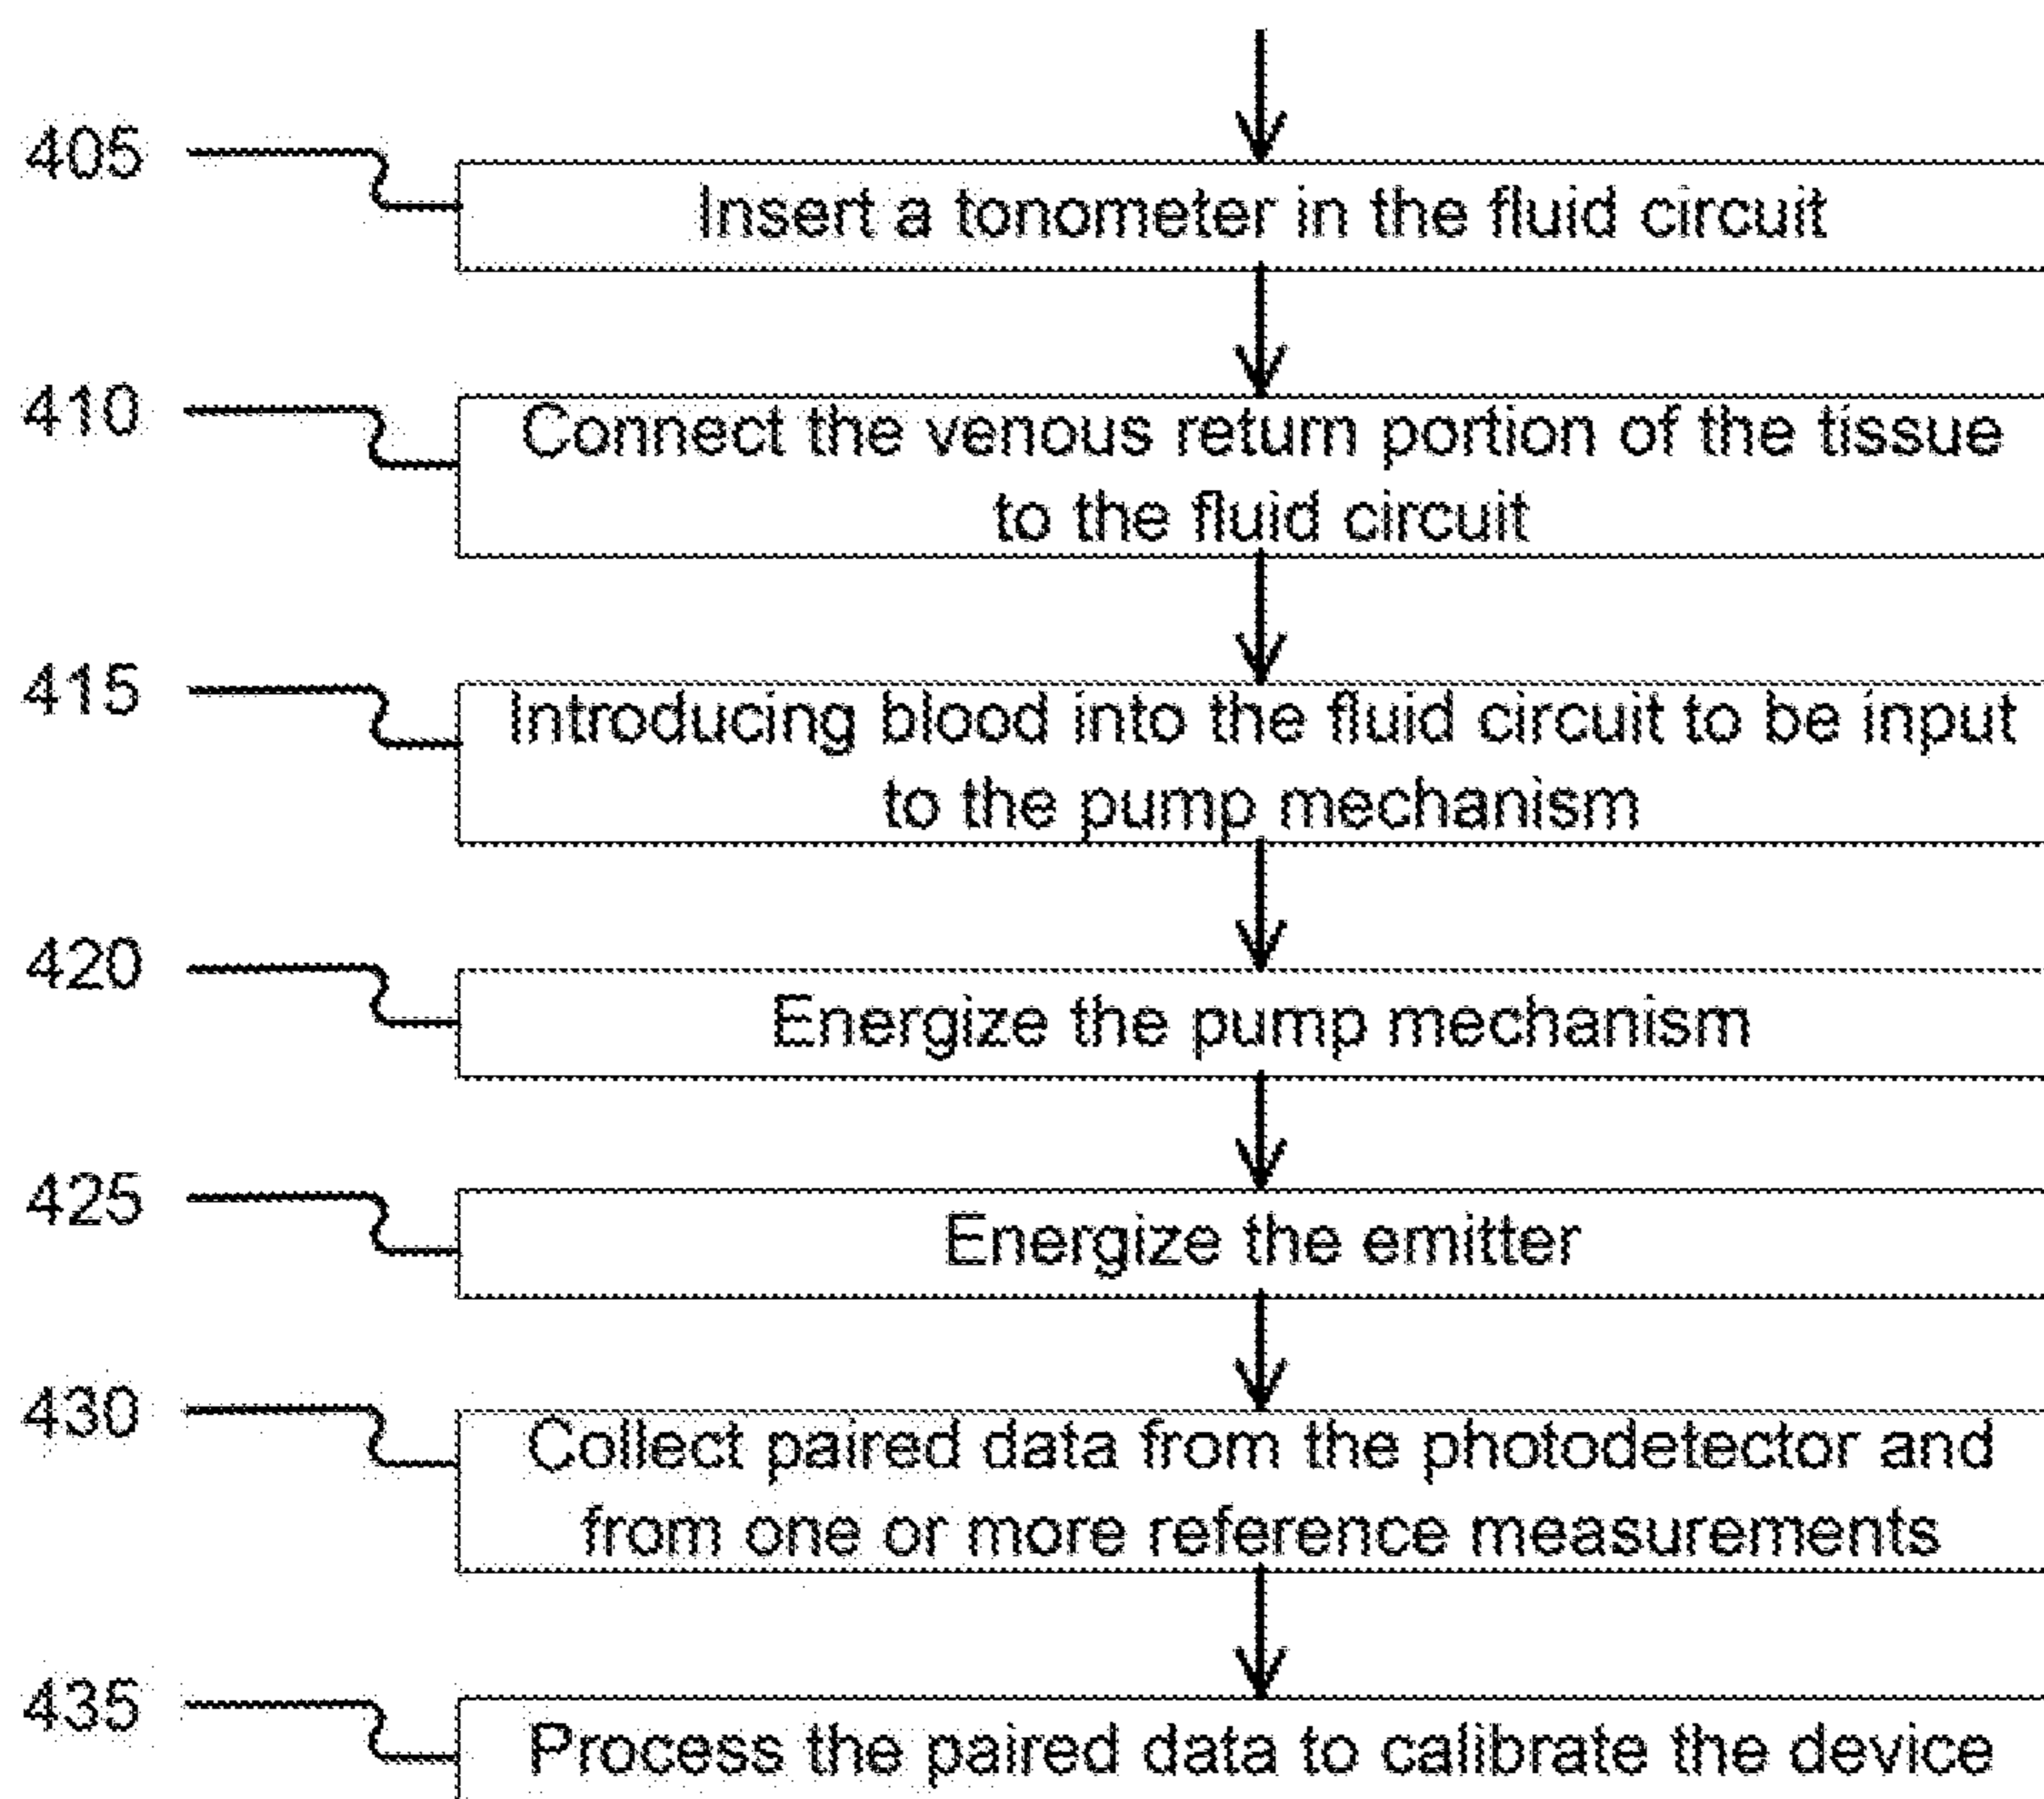 405
Insert a tonometer in the fluid circuit
410
Connect the venous return portion of the tissue
to the fluid circuit
415
Introducing blood into the fluid circuit to be input
to the pump mechanism
420
Energize the pump mechanism
425
Energize the emitter
430
Collect paired data from the photodetector and
from one or more reference measurements
435
Process the paired data to calibrate the device